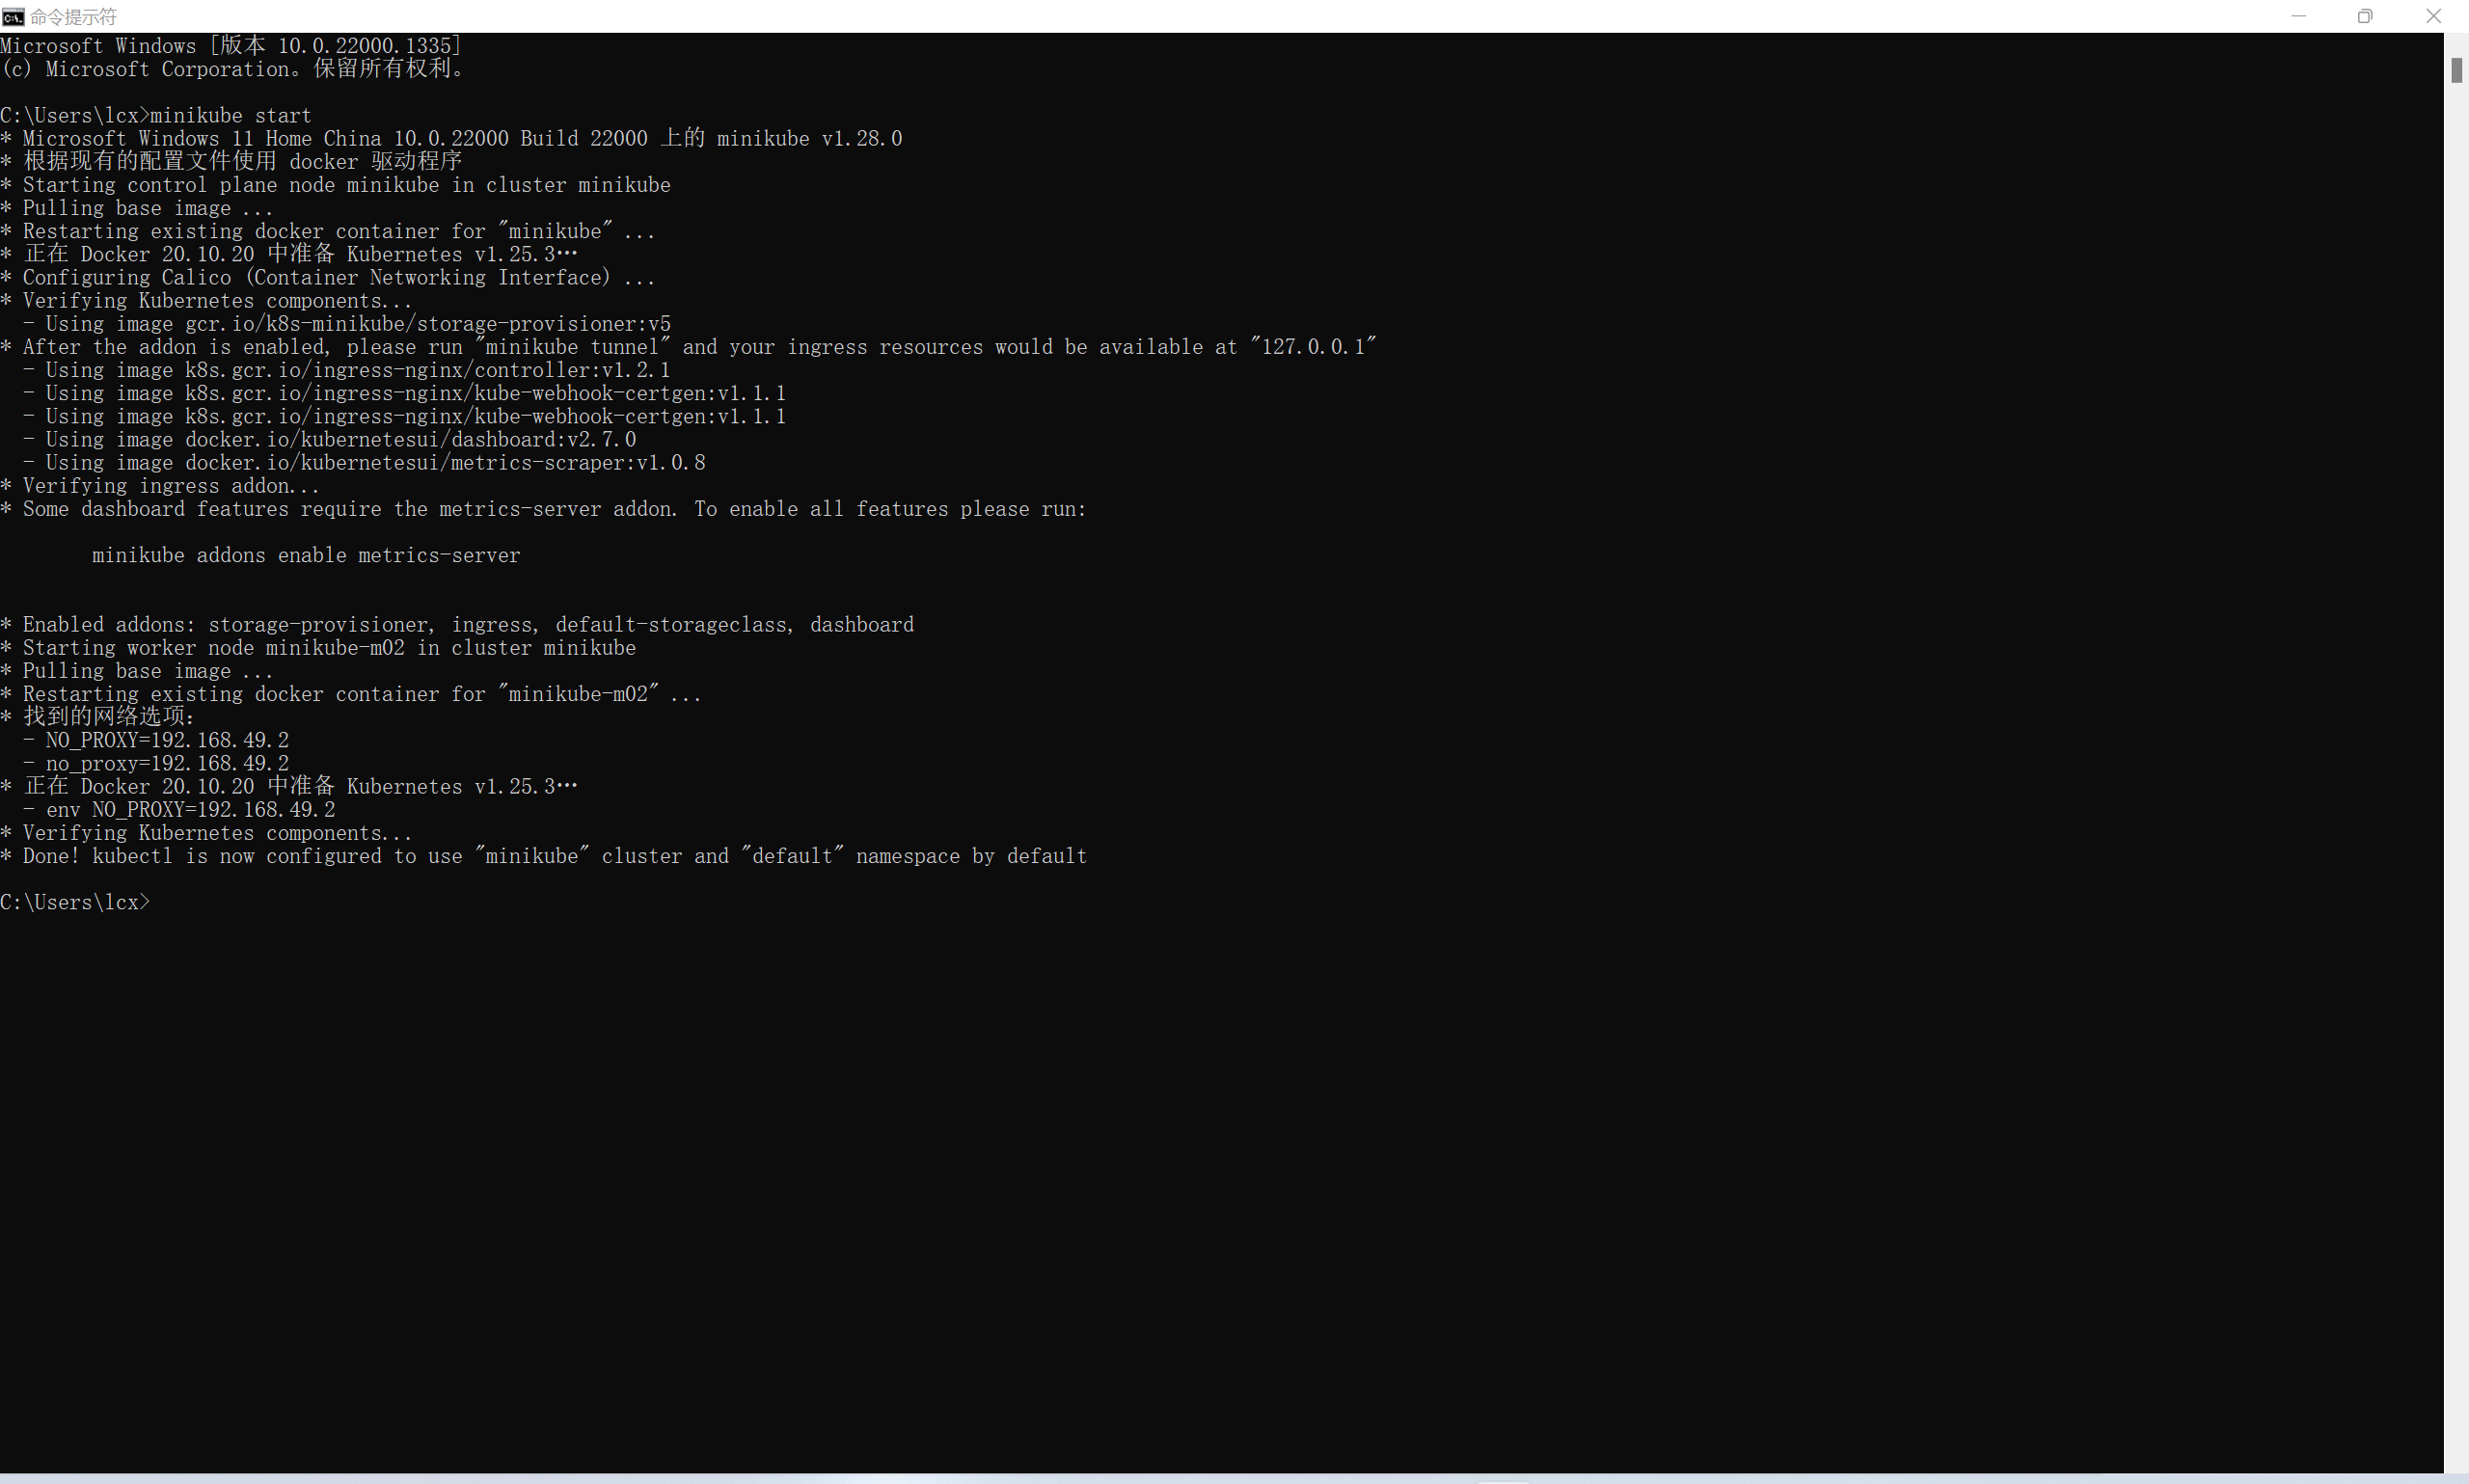 命令提示符
Microsoft Windows [版本 10.0.22000.1335]
(c) Microsoft Corporation。保留所有权利。
C:\Users\lcx>minikube start
* Microsoft Windows 11 Home China 10.0.22000 Build 22000 上的 minikube v1.28.0
* 根据现有的配置文件使用 docker 驱动程序
* Starting control plane node minikube in cluster minikube
* Pulling base image ...
* Restarting existing docker container for "minikube" ...
* 正在 Docker 20.10.20 中准备 Kubernetes v1.25.3…
* Configuring Calico (Container Networking Interface) ...
* Verifying Kubernetes components...
  - Using image gcr.io/k8s-minikube/storage-provisioner:v5
* After the addon is enabled, please run "minikube tunnel" and your ingress resources would be available at "127.0.0.1"
  - Using image k8s.gcr.io/ingress-nginx/controller:v1.2.1
  - Using image k8s.gcr.io/ingress-nginx/kube-webhook-certgen:v1.1.1
  - Using image k8s.gcr.io/ingress-nginx/kube-webhook-certgen:v1.1.1
  - Using image docker.io/kubernetesui/dashboard:v2.7.0
  - Using image docker.io/kubernetesui/metrics-scraper:v1.0.8
* Verifying ingress addon...
* Some dashboard features require the metrics-server addon. To enable all features please run:
        minikube addons enable metrics-server
* Enabled addons: storage-provisioner, ingress, default-storageclass, dashboard
* Starting worker node minikube-m02 in cluster minikube
* Pulling base image ...
* Restarting existing docker container for "minikube-m02" ...
* 找到的网络选项：
  - NO_PROXY=192.168.49.2
  - no_proxy=192.168.49.2
* 正在 Docker 20.10.20 中准备 Kubernetes v1.25.3…
  - env NO_PROXY=192.168.49.2
* Verifying Kubernetes components...
* Done! kubectl is now configured to use "minikube" cluster and "default" namespace by default
C:\Users\lcx>